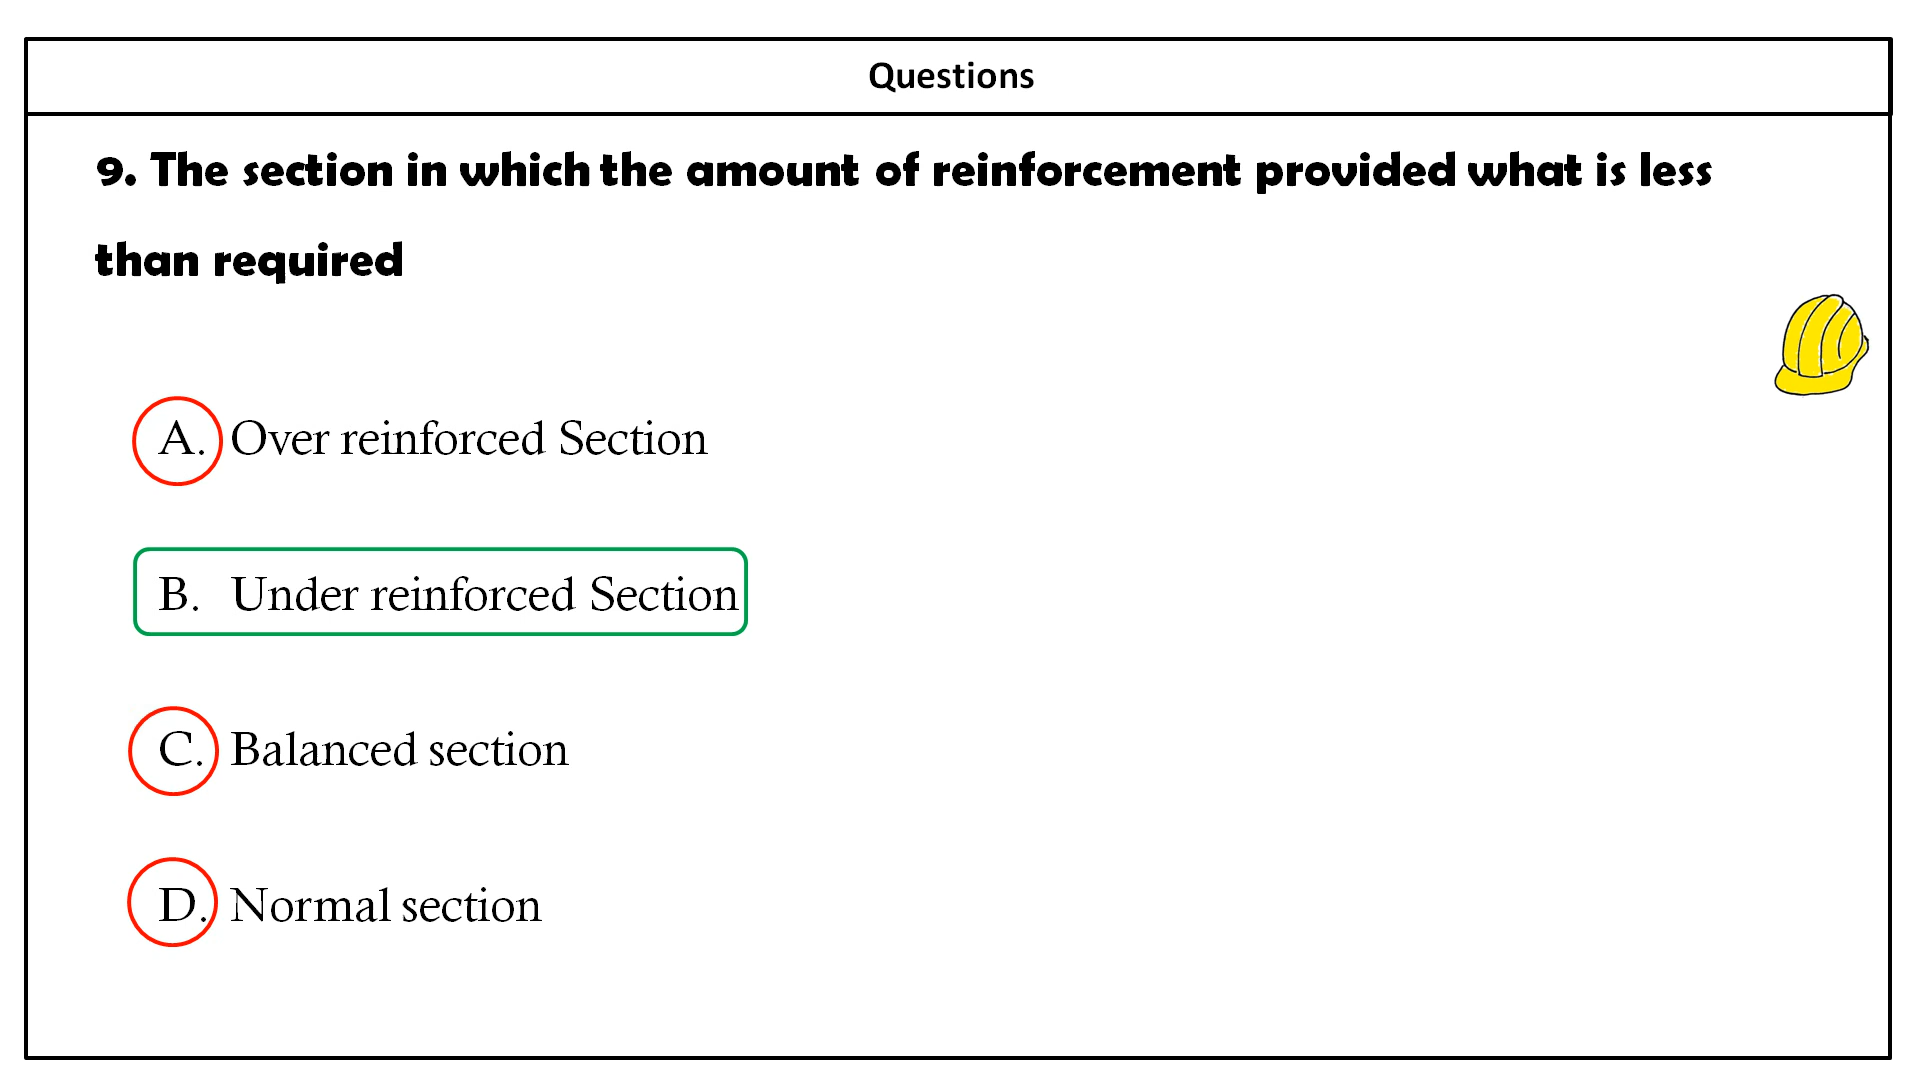 Questions
9. The section in which the amount of reinforcement provided what is less
than required
A. Over reinforced Section
B. Under reinforced Section
C. Balanced section
D. Normal section